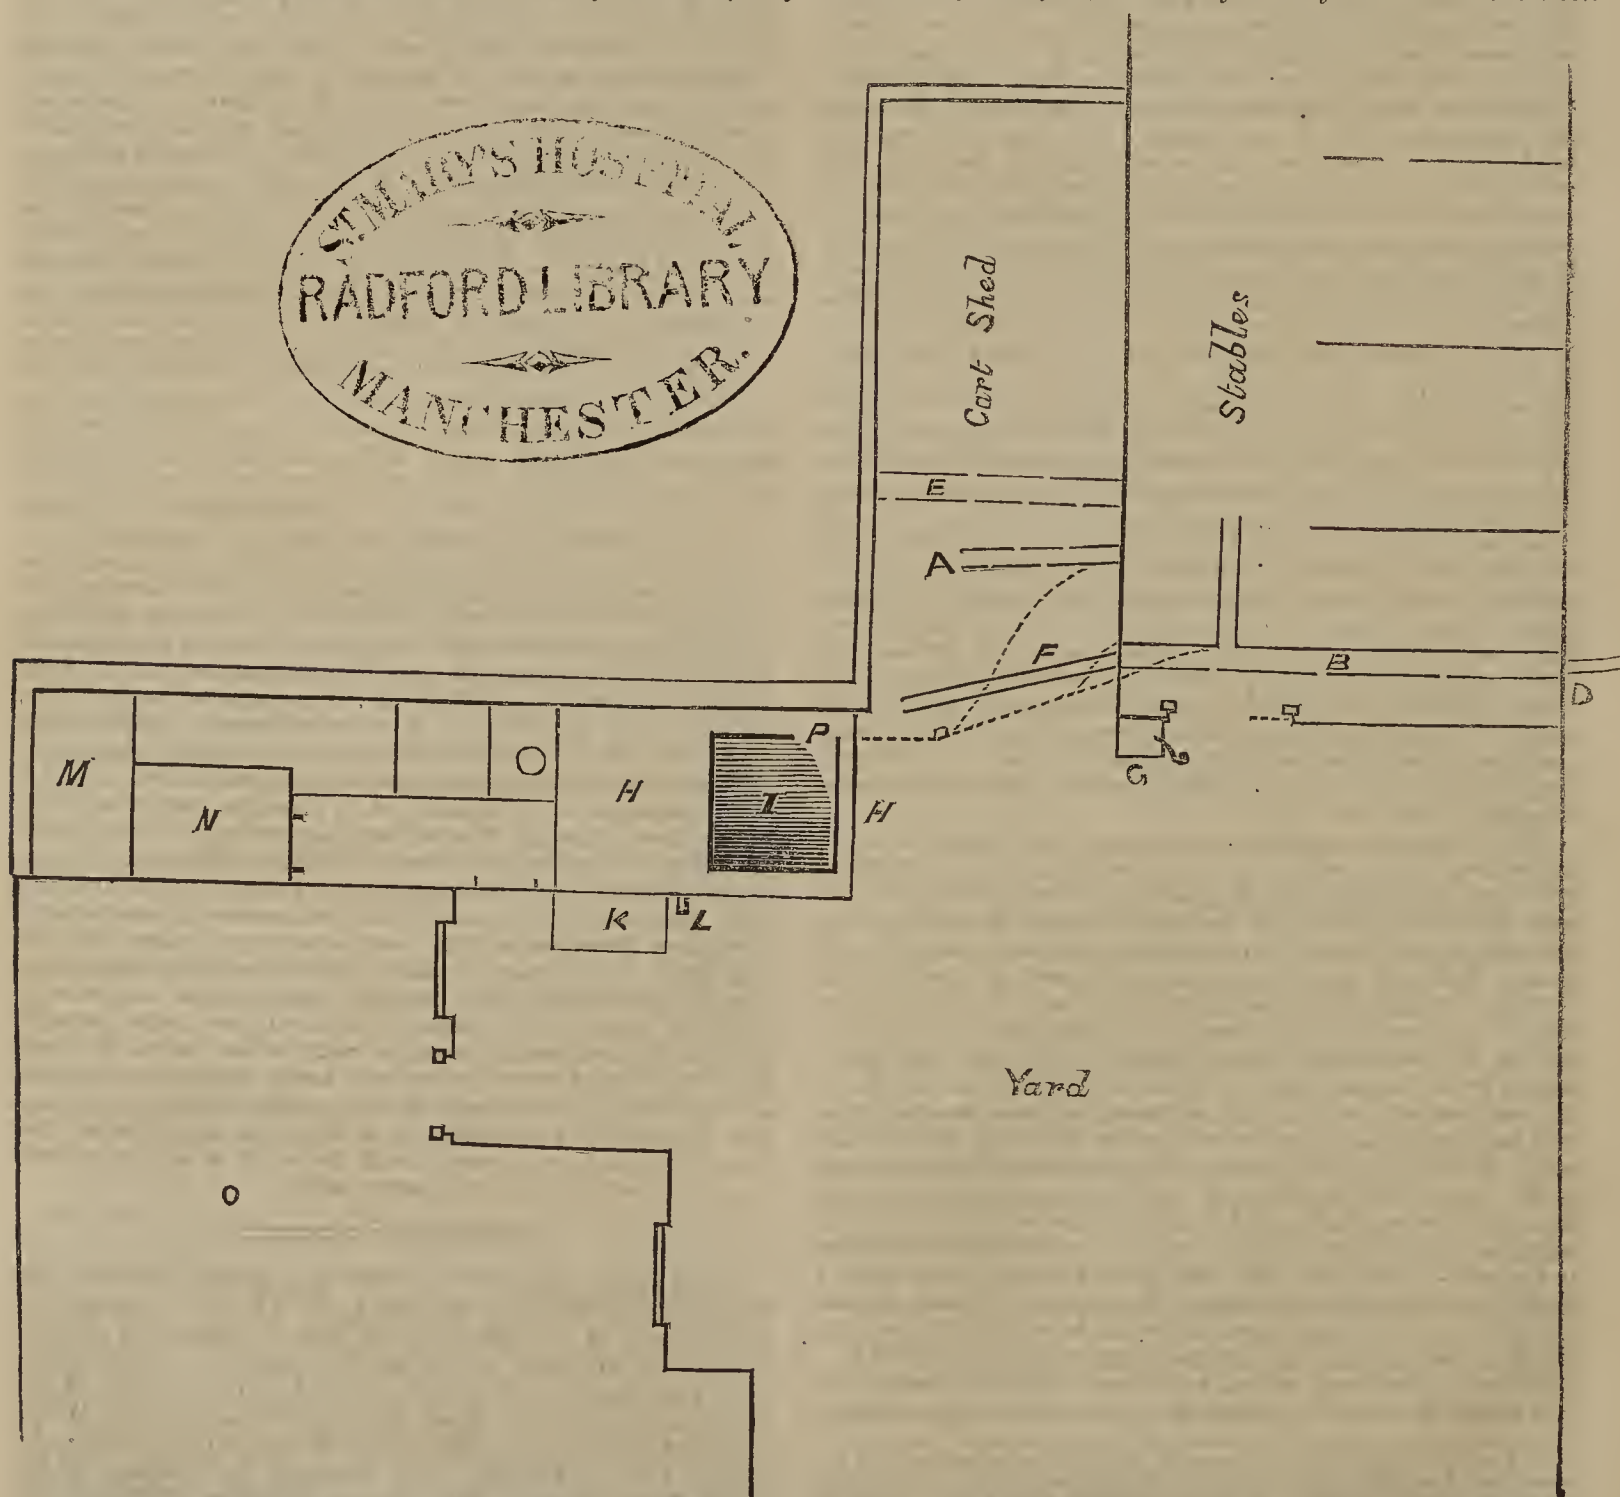 ST. MARY'S HOSPITAL,
RADFORD LIBRARY
MANCHESTER.
Cart Shed
Stables
E
A
F
B
D
G
P
M
N
H
I
H
K
L
Yard
O